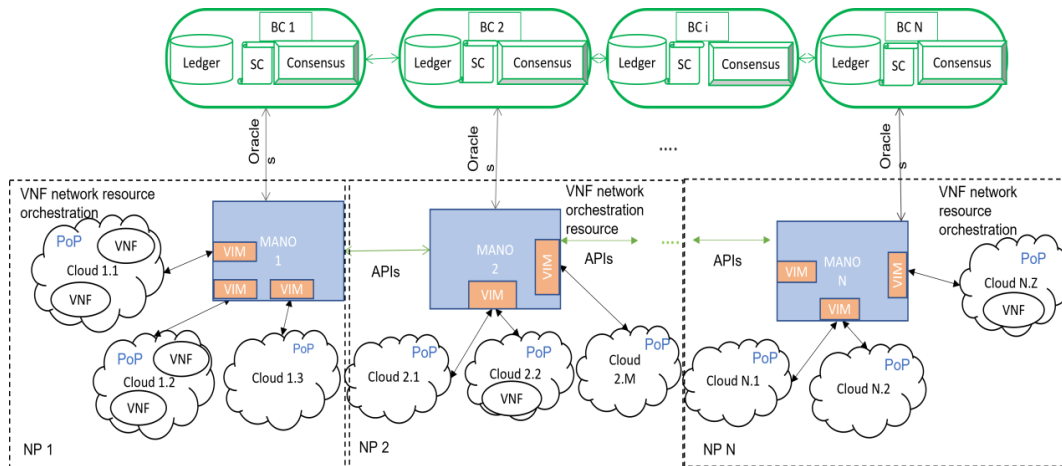 BC 1
BC 2
BC i
BC N
Ledger
SC
Consensus
Ledger
SC
Consensus
Ledger
SC
Consensus
Ledger
SC
Consensus
Oracle
s
Oracle
s
....
Oracle
s
VNF network resource
orchestration
PoP
VNF
Cloud 1.1
VNF
MANO
1
VIM
VIM
VIM
PoP
VNF
Cloud 1.2
VNF
PoP
Cloud 1.3
NP 1
APIs
VNF network
orchestration
resource
MANO
2
VIM
VIM
APIs
.....
APIs
PoP
Cloud 2.1
PoP
Cloud 2.2
VNF
Cloud
PoP
2.M
NP 2
MANO
N
VIM
VIM
VIM
VNF network
resource
orchestration
PoP
Cloud N.Z
VNF
PoP
Cloud N.1
PoP
Cloud N.2
NP N